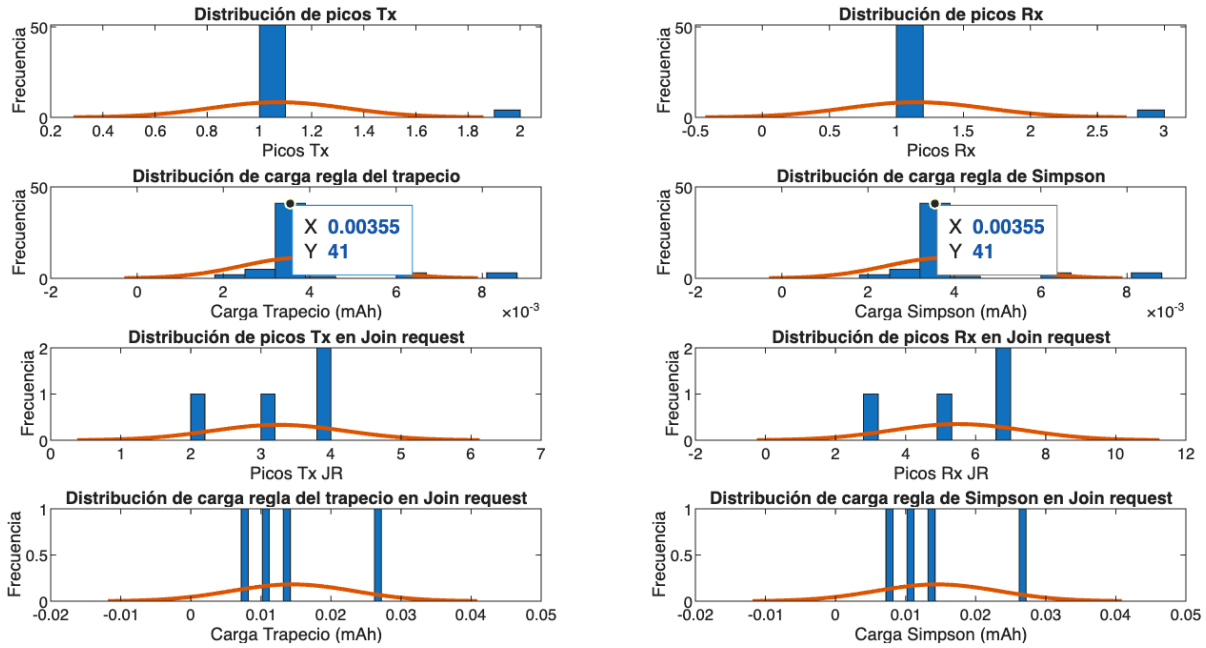 Distribución de picos Tx
Frecuencia
50
0
0.2 0.4 0.6 0.8 1 1.2 1.4 1.6 1.8 2
Picos Tx
Distribución de picos Rx
Frecuencia
50
0
-0.5 0 0.5 1 1.5 2 2.5 3
Picos Rx
Distribución de carga regla del trapecio
Frecuencia
50
0
X 0.00355
Y 41
-2 0 2 4 6 8
×10-3
Carga Trapecio (mAh)
Distribución de carga regla de Simpson
Frecuencia
50
0
X 0.00355
Y 41
-2 0 2 4 6 8
×10-3
Carga Simpson (mAh)
Distribución de picos Tx en Join request
Frecuencia
2
1
0
0 1 2 3 4 5 6 7
Picos Tx JR
Distribución de picos Rx en Join request
Frecuencia
2
1
0
-2 0 2 4 6 8 10 12
Picos Rx JR
Distribución de carga regla del trapecio en Join request
Frecuencia
1
0.5
0
-0.02 -0.01 0 0.01 0.02 0.03 0.04 0.05
Carga Trapecio (mAh)
Distribución de carga regla de Simpson en Join request
Frecuencia
1
0.5
0
-0.02 -0.01 0 0.01 0.02 0.03 0.04 0.05
Carga Simpson (mAh)